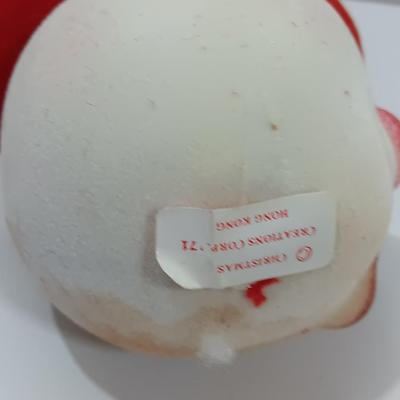 © CHRISTMAS
CREATIONS CORP. '71
HONG KONG